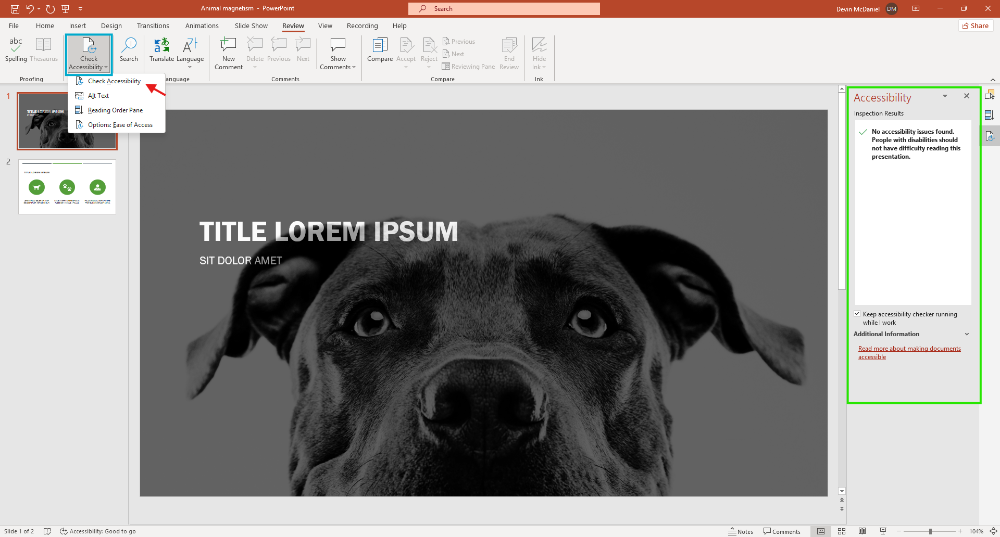 Animal magnetism - PowerPoint
Search
Devin McDaniel
DM
File Home Insert Design Transitions Animations Slide Show Review View Recording Help
Share
abc
Spelling
Thesaurus
Proofing
Check
Accessibility
Search
Translate
Language
Language
New
Comment
Delete
Previous
Next
Show
Comments
Comments
Compare
Accept
Reject
Previous
Next
Reviewing Pane
End
Review
Compare
Hide
Ink
Ink
Check Accessibility
Alt Text
Reading Order Pane
Options: Ease of Access
1
TITLE LOREM IPSUM
2
TITLE LOREM IPSUM
TITLE LOREM IPSUM
SIT DOLOR AMET
Accessibility
Inspection Results
No accessibility issues found.
People with disabilities should
not have difficulty reading this
presentation.
Keep accessibility checker running
while I work
Additional Information
Read more about making documents
accessible
Slide 1 of 2
Accessibility: Good to go
Notes
Comments
104%